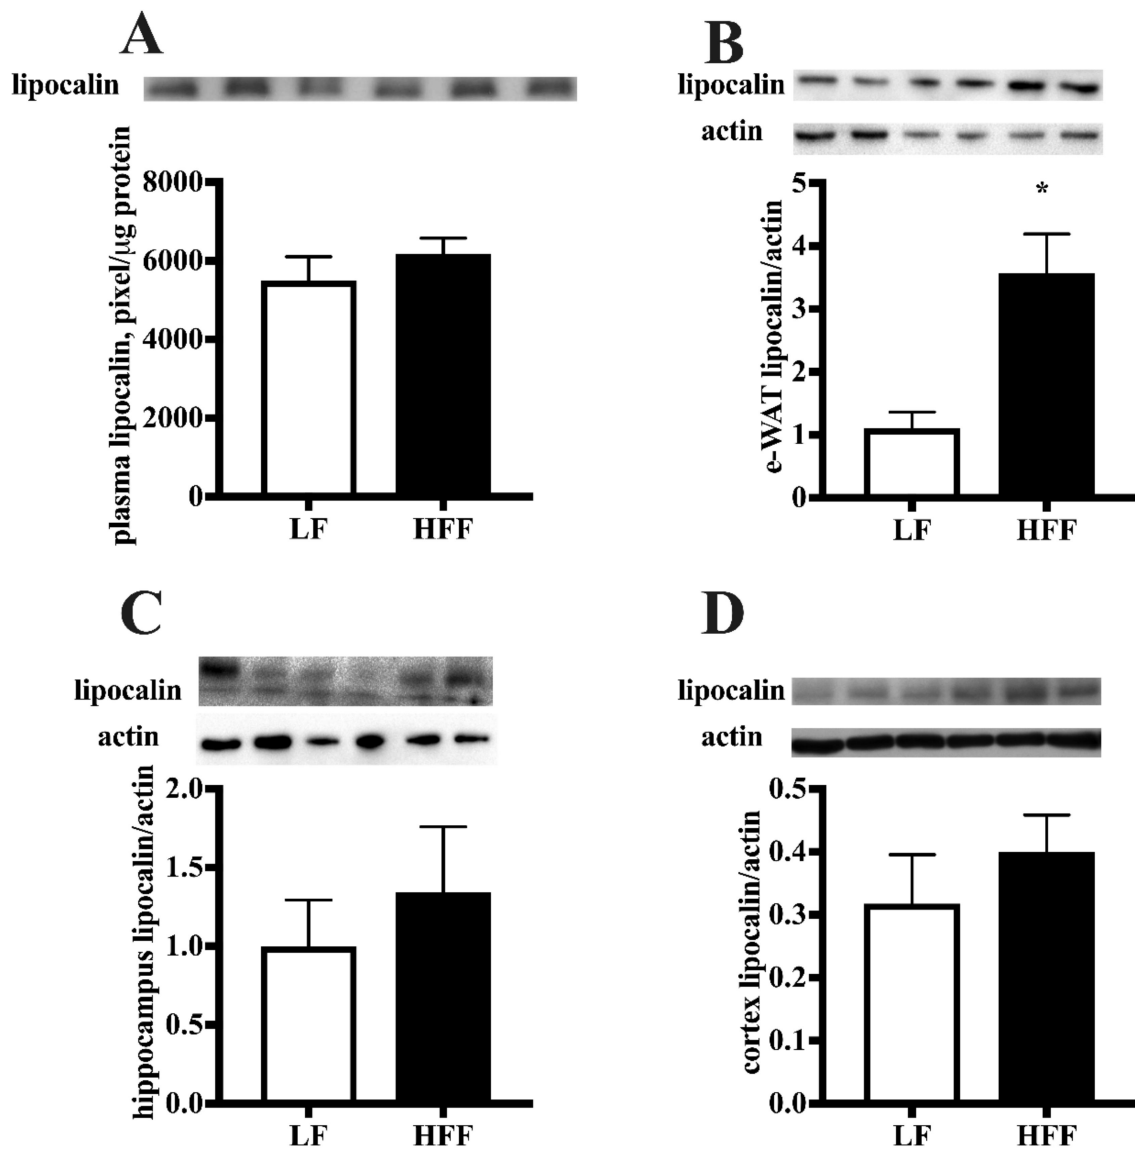 A
lipocalin
plasma lipocalin, pixel/µg protein
8000
6000
4000
2000
0
LF HFF
B
lipocalin
actin
e-WAT lipocalin/actin
5
4
3
2
1
0
*
LF HFF
C
lipocalin
actin
hippocampus lipocalin/actin
2.0
1.5
1.0
0.5
0.0
LF HFF
D
lipocalin
actin
cortex lipocalin/actin
0.5
0.4
0.3
0.2
0.1
0.0
LF HFF